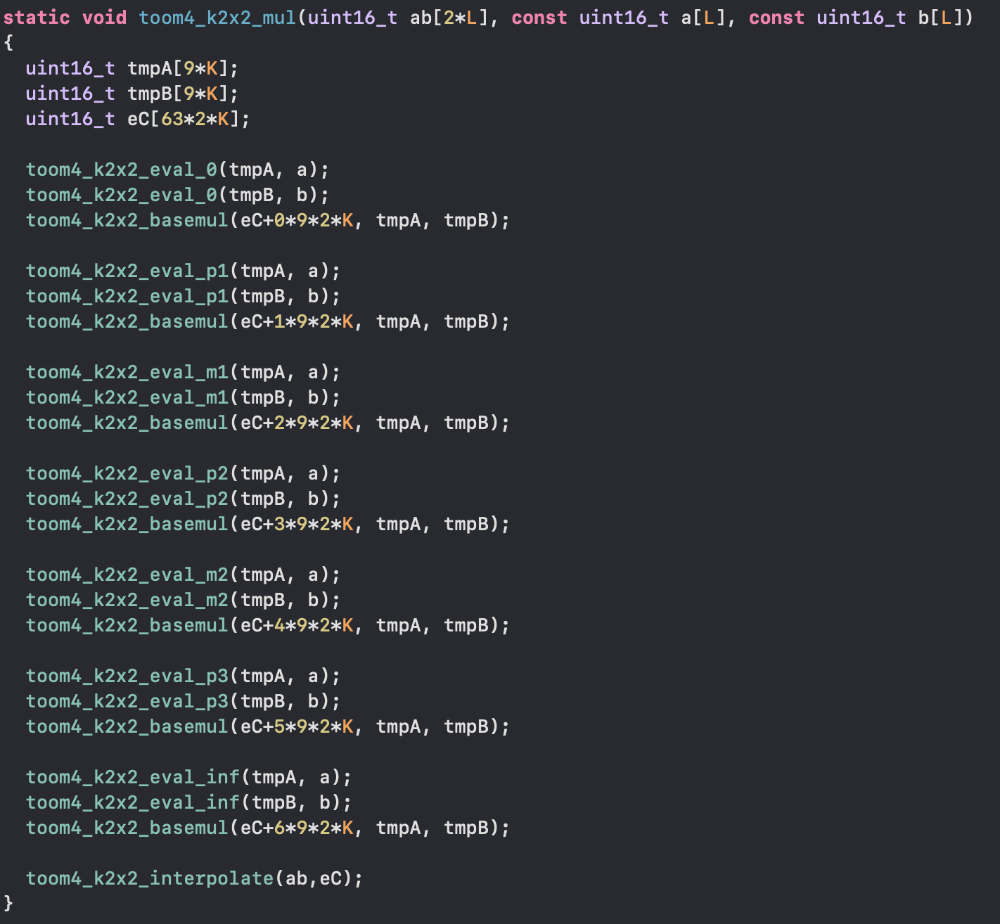 static void toom4_k2x2_mul(uint16_t ab[2*L], const uint16_t a[L], const uint16_t b[L])
{
  uint16_t tmpA[9*K];
  uint16_t tmpB[9*K];
  uint16_t eC[63*2*K];

  toom4_k2x2_eval_0(tmpA, a);
  toom4_k2x2_eval_0(tmpB, b);
  toom4_k2x2_basemul(eC+0*9*2*K, tmpA, tmpB);

  toom4_k2x2_eval_p1(tmpA, a);
  toom4_k2x2_eval_p1(tmpB, b);
  toom4_k2x2_basemul(eC+1*9*2*K, tmpA, tmpB);

  toom4_k2x2_eval_m1(tmpA, a);
  toom4_k2x2_eval_m1(tmpB, b);
  toom4_k2x2_basemul(eC+2*9*2*K, tmpA, tmpB);

  toom4_k2x2_eval_p2(tmpA, a);
  toom4_k2x2_eval_p2(tmpB, b);
  toom4_k2x2_basemul(eC+3*9*2*K, tmpA, tmpB);

  toom4_k2x2_eval_m2(tmpA, a);
  toom4_k2x2_eval_m2(tmpB, b);
  toom4_k2x2_basemul(eC+4*9*2*K, tmpA, tmpB);

  toom4_k2x2_eval_p3(tmpA, a);
  toom4_k2x2_eval_p3(tmpB, b);
  toom4_k2x2_basemul(eC+5*9*2*K, tmpA, tmpB);

  toom4_k2x2_eval_inf(tmpA, a);
  toom4_k2x2_eval_inf(tmpB, b);
  toom4_k2x2_basemul(eC+6*9*2*K, tmpA, tmpB);

  toom4_k2x2_interpolate(ab,eC);
}